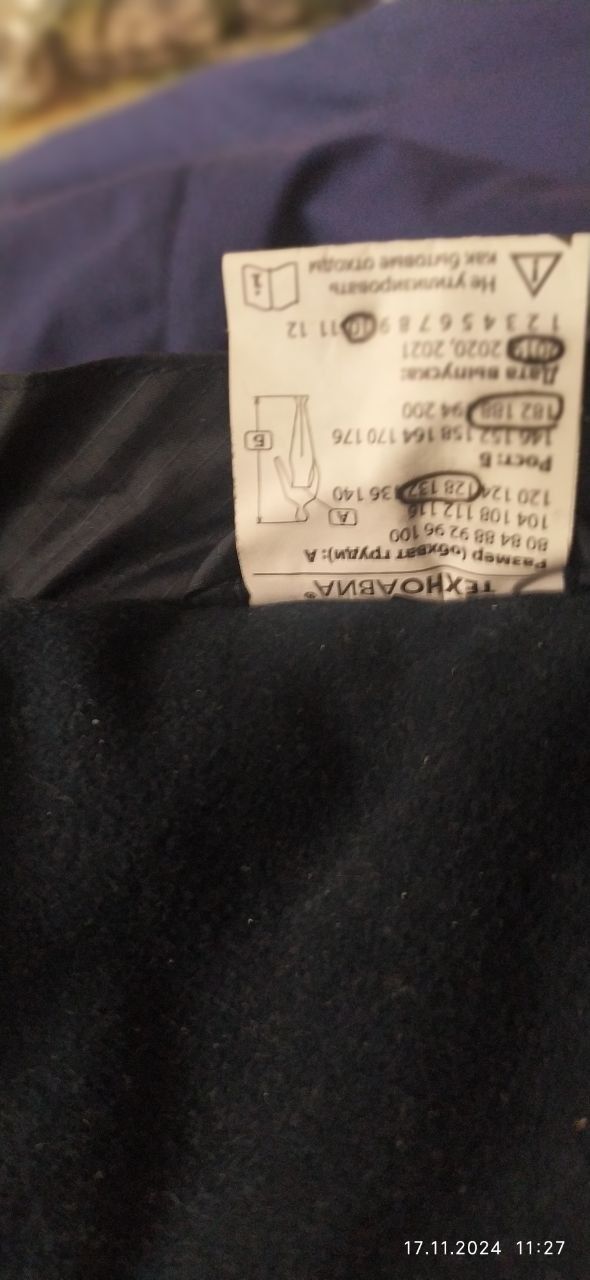 ТЕХНОАВИА®
Размер (обхват груди): А
80 84 88 92 96 100
104 108 112 116
120 124 128 132 136 140
А
Рост: Б
146 152 158 164 170 176
182 188 194 200
Б
Дата выпуска:
2019 2020, 2021
1 2 3 4 5 6 7 8 9 10 11 12
Не утилизировать
как бытовые отходы
17.11.2024 11:27